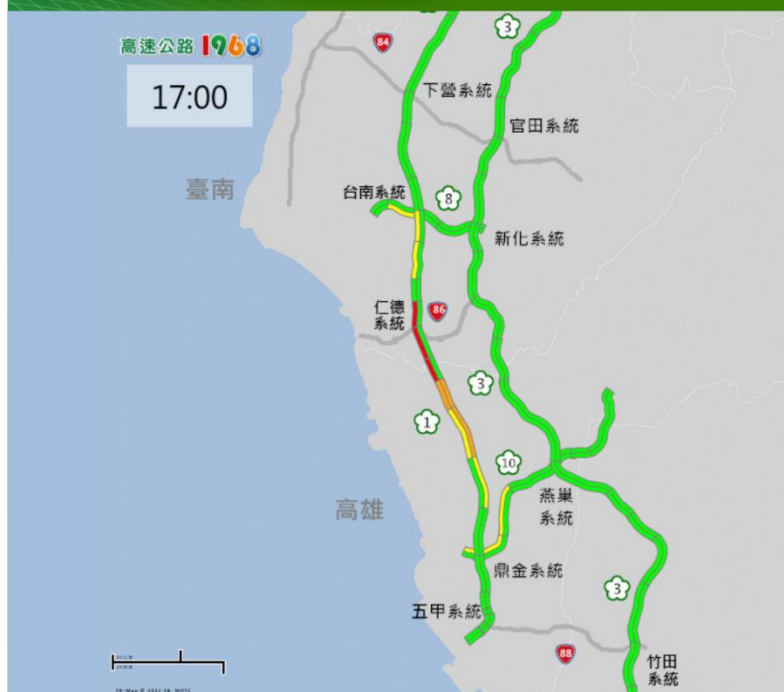 高速公路 1968
17:00
84
3
下營系統
官田系統
台南系統
8
臺南
新化系統
仁德
系統
86
3
1
10
燕巢
系統
高雄
鼎金系統
3
五甲系統
88
竹田
系統